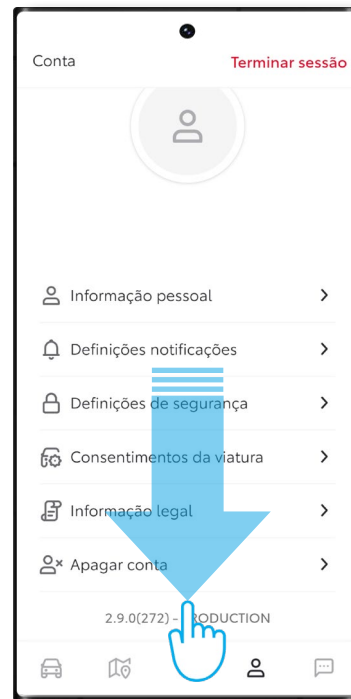 Conta
Terminar sessão
Informação pessoal
Definições notificações
Definições de segurança
Consentimentos da viatura
Informação legal
Apagar conta
2.9.0(272) - PRODUCTION